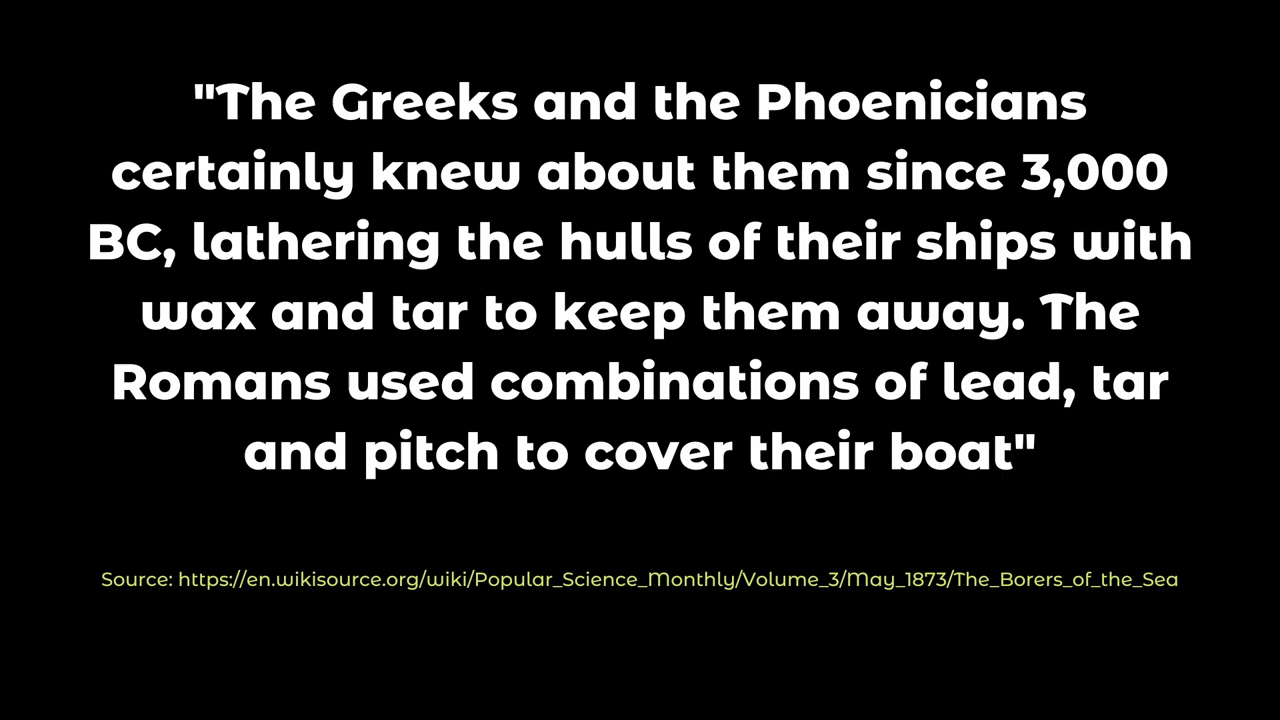 "The Greeks and the Phoenicians
certainly knew about them since 3,000
BC, lathering the hulls of their ships with
wax and tar to keep them away. The
Romans used combinations of lead, tar
and pitch to cover their boat"
Source: https://en.wikisource.org/wiki/Popular_Science_Monthly/Volume_3/May_1873/The_Borers_of_the_Sea